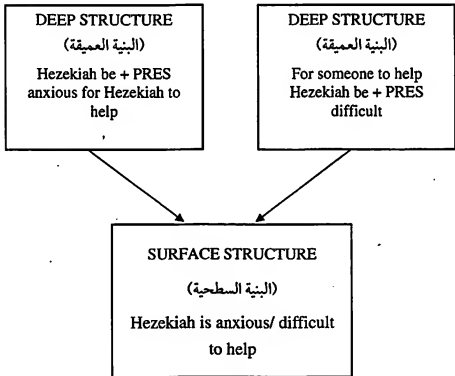 DEEP STRUCTURE
(البنية العميقة)
Hezekiah be + PRES
anxious for Hezekiah to
help
DEEP STRUCTURE
(البنية العميقة)
For someone to help
Hezekiah be + PRES
difficult
SURFACE STRUCTURE
(البنية السطحية)
Hezekiah is anxious/ difficult
to help